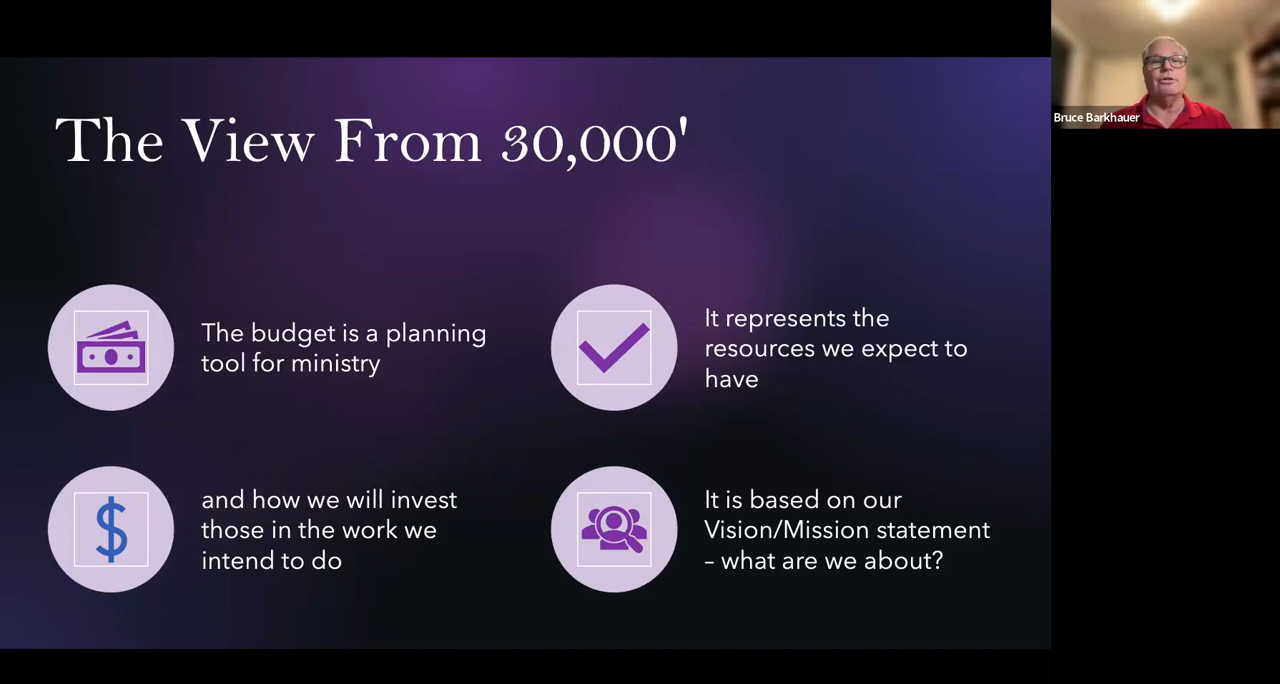 The View From 30,000'
The budget is a planning
tool for ministry
It represents the
resources we expect to
have
and how we will invest
those in the work we
intend to do
It is based on our
Vision/Mission statement
– what are we about?
Bruce Barkhauer